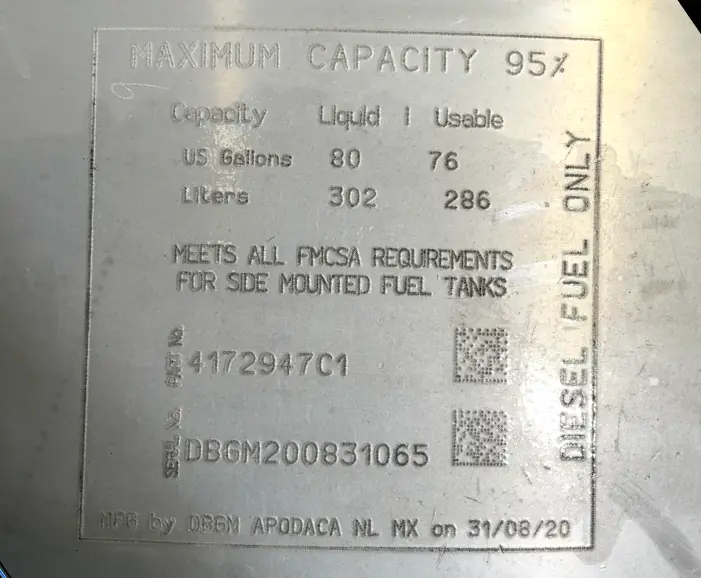 MAXIMUM CAPACITY 95%
Capacity Liquid | Usable
US Gallons 80 76
Liters 302 286
MEETS ALL FMCSA REQUIREMENTS
FOR SIDE MOUNTED FUEL TANKS
PART No. 4172947C1
SERIAL No. DBGM200831065
MFG by DBGM APODACA NL MX on 31/08/20
DIESEL FUEL ONLY